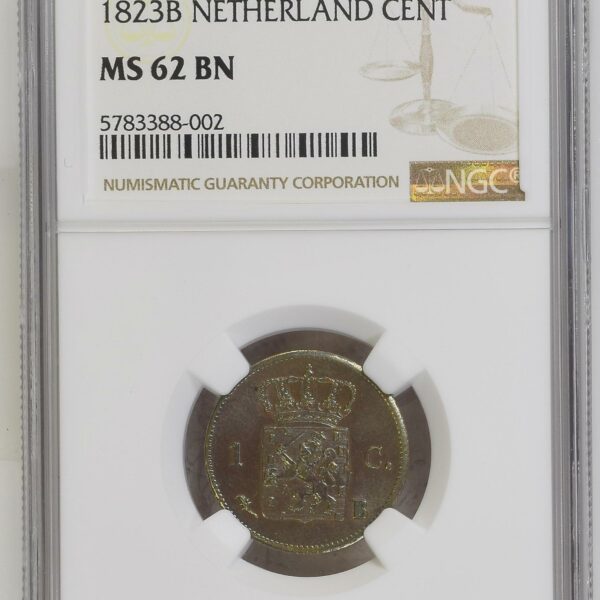 1823B NETHERLAND CENT
MS 62 BN
5783388-002
NUMISMATIC GUARANTY CORPORATION
NGC
1 C.
B